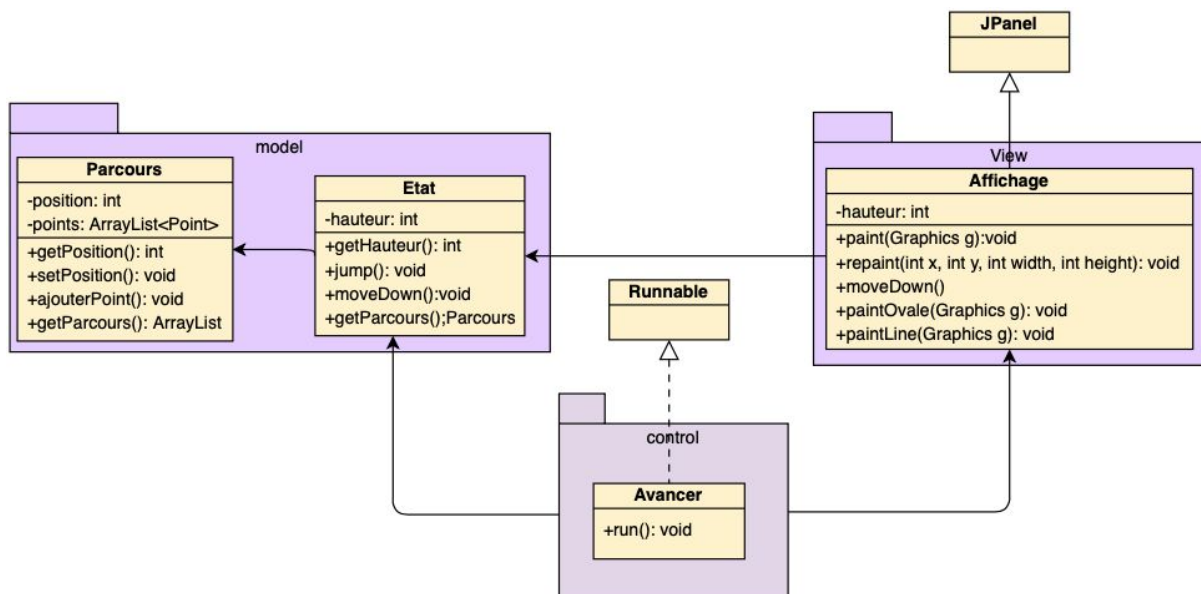 JPanel
model
Parcours
-position: int
-points: ArrayList<Point>
+getPosition(): int
+setPosition(): void
+ajouterPoint(): void
+getParcours(): ArrayList
Etat
-hauteur: int
+getHauteur(): int
+jump(): void
+moveDown():void
+getParcours();Parcours
View
Affichage
-hauteur: int
+paint(Graphics g):void
+repaint(int x, int y, int width, int height): void
+moveDown()
+paintOvale(Graphics g): void
+paintLine(Graphics g): void
Runnable
control
Avancer
+run(): void